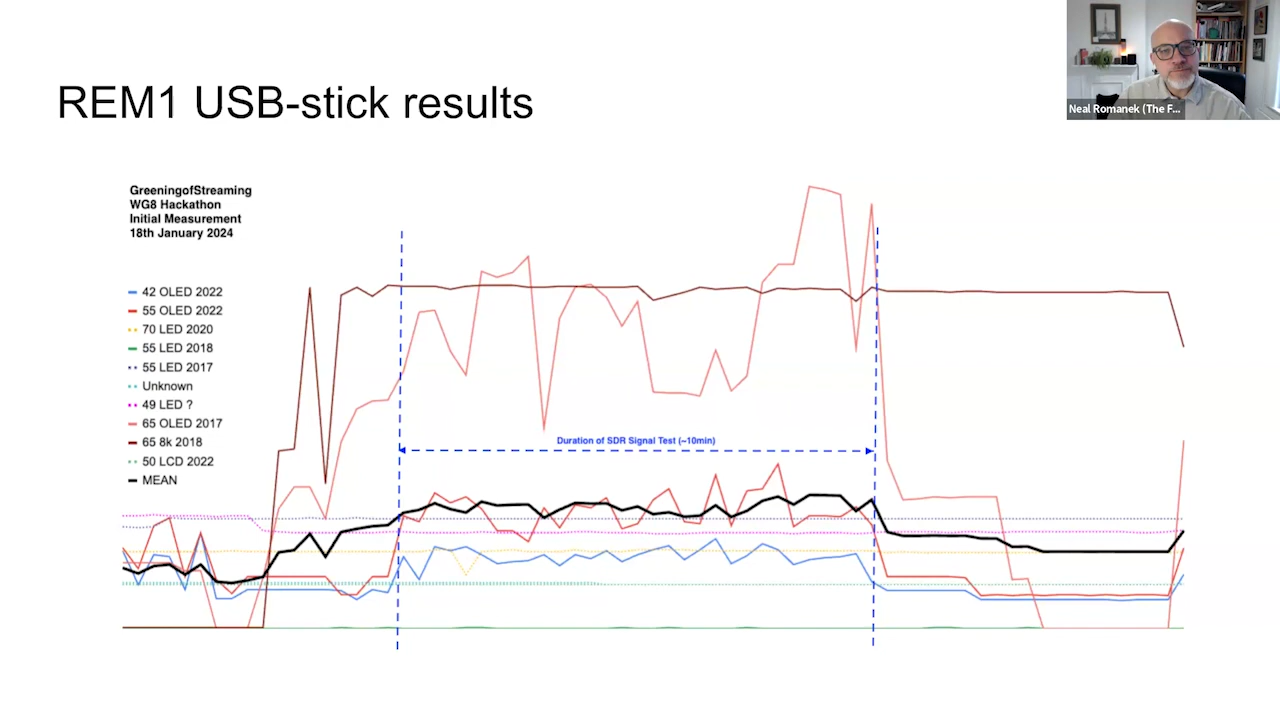 REM1 USB-stick results
Neal Romanek (The F...
GreeningofStreaming
WG8 Hackathon
Initial Measurement
18th January 2024
42 OLED 2022
55 OLED 2022
70 LED 2020
55 LED 2018
55 LED 2017
Unknown
49 LED ?
65 OLED 2017
65 8k 2018
50 LCD 2022
MEAN
Duration of SDR Signal Test (~10min)